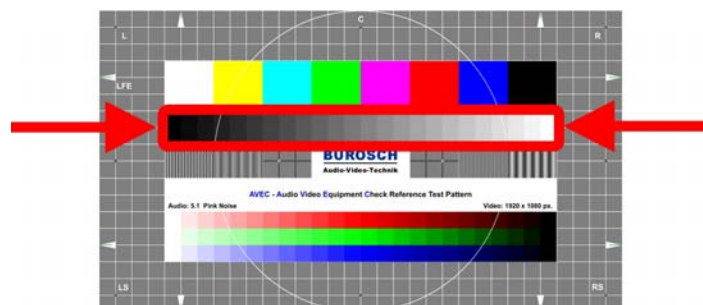 C
L R
LFE
BUROSCH
Audio-Video-Technik
AVEC - Audio Video Equipment Check Reference Test Pattern
Audio: 5.1 Pink Noise Video: 1920 x 1080 ps.
LS RS